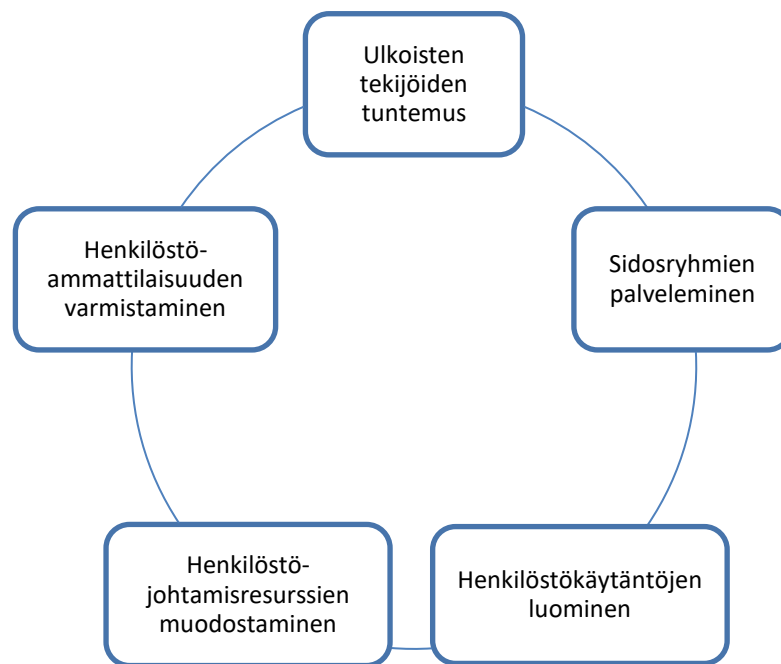 Ulkoisten
tekijöiden
tuntemus
Sidosryhmien
palveleminen
Henkilöstökäytäntöjen
luominen
Henkilöstö-
johtamisresurssien
muodostaminen
Henkilöstö-
ammattilaisuuden
varmistaminen